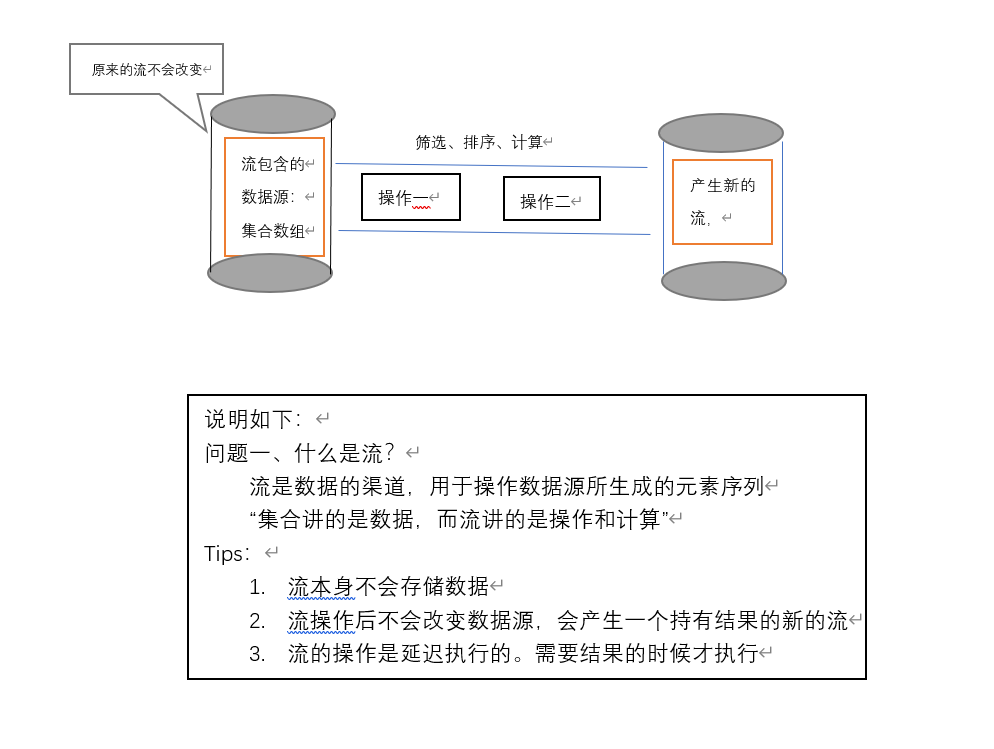 原来的流不会改变
流包含的
数据源：
集合数组
筛选、排序、计算
操作一
操作二
产生新的
流，
说明如下：
问题一、什么是流？
流是数据的渠道，用于操作数据源所生成的元素序列
“集合讲的是数据，而流讲的是操作和计算”
Tips：
1. 流本身不会存储数据
2. 流操作后不会改变数据源，会产生一个持有结果的新的流
3. 流的操作是延迟执行的。需要结果的时候才执行